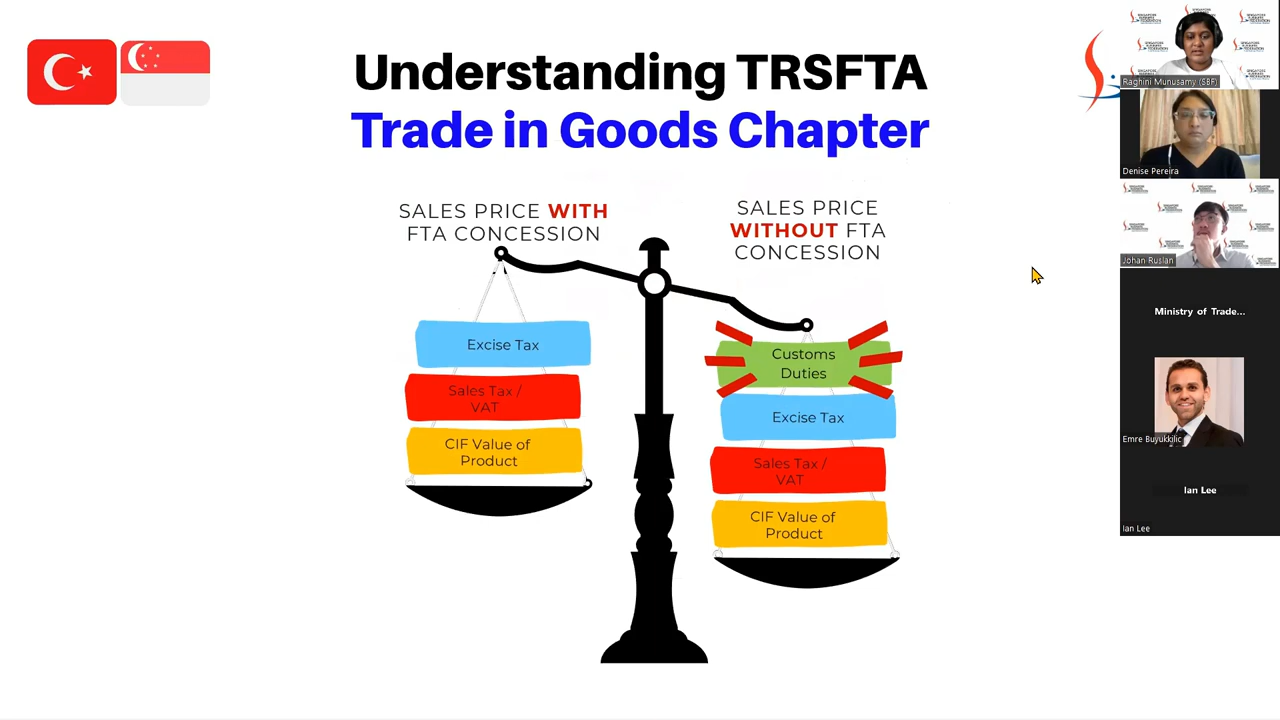 Understanding TRSFTA
Trade in Goods Chapter
SALES PRICE WITH
FTA CONCESSION
SALES PRICE
WITHOUT FTA
CONCESSION
Excise Tax
Sales Tax /
VAT
CIF Value of
Product
Customs
Duties
Excise Tax
Sales Tax /
VAT
CIF Value of
Product
Raghini Munusamy (SBF)
Denise Pereira
Johan Ruslan
Ministry of Trade...
Emre Buyukkilic
Ian Lee
Ian Lee